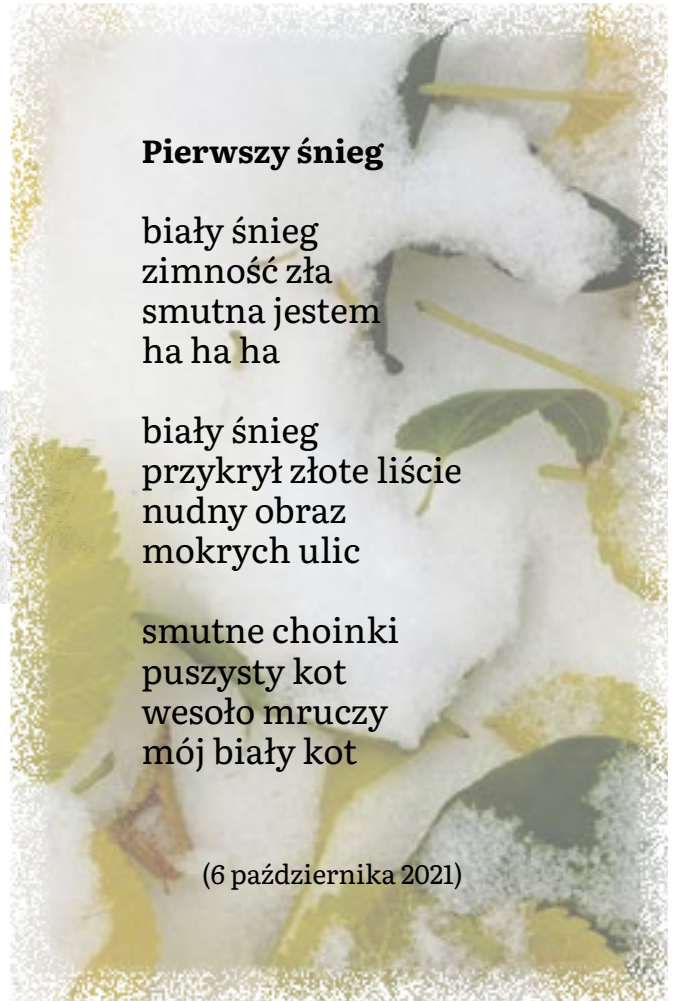 Pierwszy śnieg
biały śnieg
zimność zła
smutna jestem
ha ha ha
biały śnieg
przykrył złote liście
nudny obraz
mokrych ulic
smutne choinki
puszysty kot
wesoło mruczy
mój biały kot
(6 października 2021)